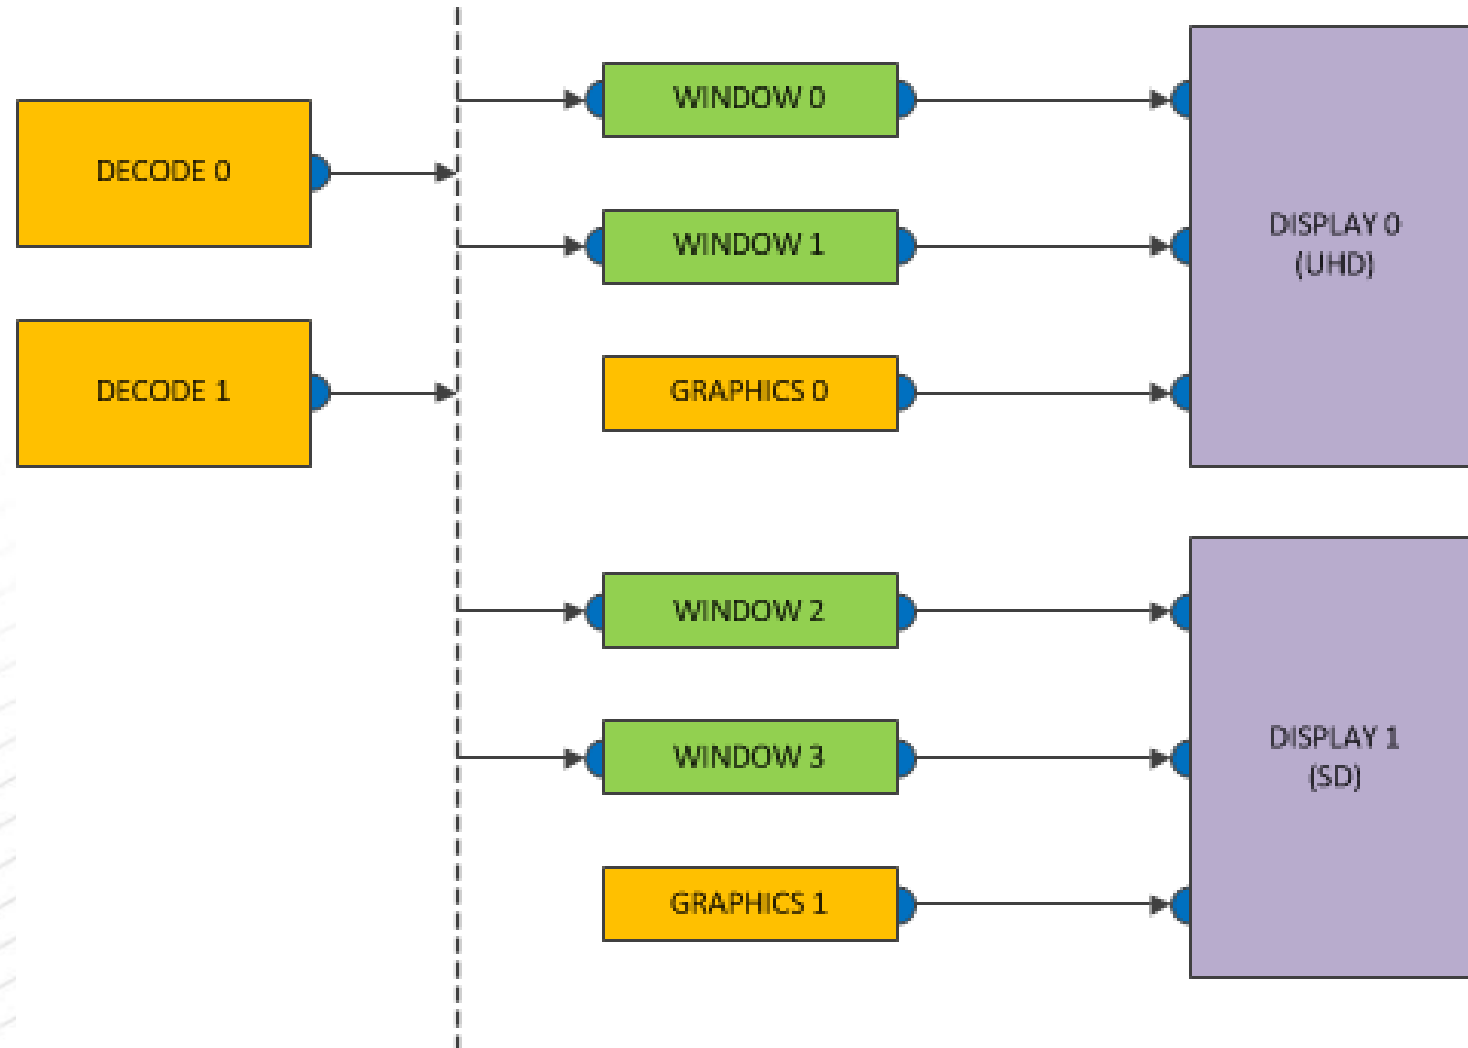 DECODE 0
DECODE 1
WINDOW 0
WINDOW 1
GRAPHICS 0
WINDOW 2
WINDOW 3
GRAPHICS 1
DISPLAY 0
(UHD)
DISPLAY 1
(SD)